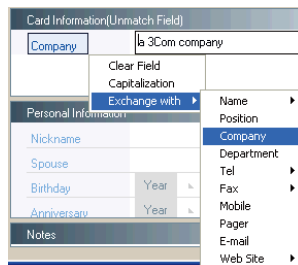 Card Information(Unmatch Field)
Company
la 3Com company
Clear Field
Capitalization
Exchange with
Personal Information
Nickname
Spouse
Birthday Year
Anniversary Year
Notes
Name
Position
Company
Department
Tel
Fax
Mobile
Pager
E-mail
Web Site